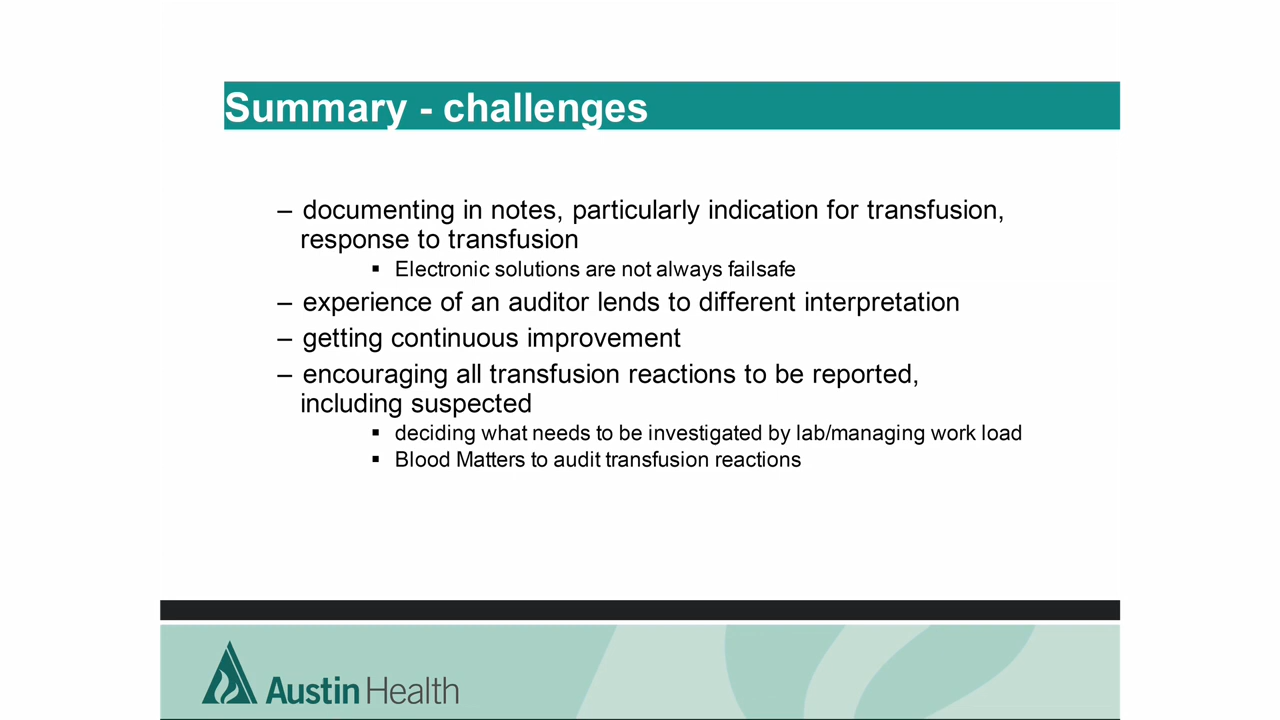 Summary - challenges
– documenting in notes, particularly indication for transfusion,
response to transfusion
▪ Electronic solutions are not always failsafe
– experience of an auditor lends to different interpretation
– getting continuous improvement
– encouraging all transfusion reactions to be reported,
including suspected
▪ deciding what needs to be investigated by lab/managing work load
▪ Blood Matters to audit transfusion reactions
Austin Health